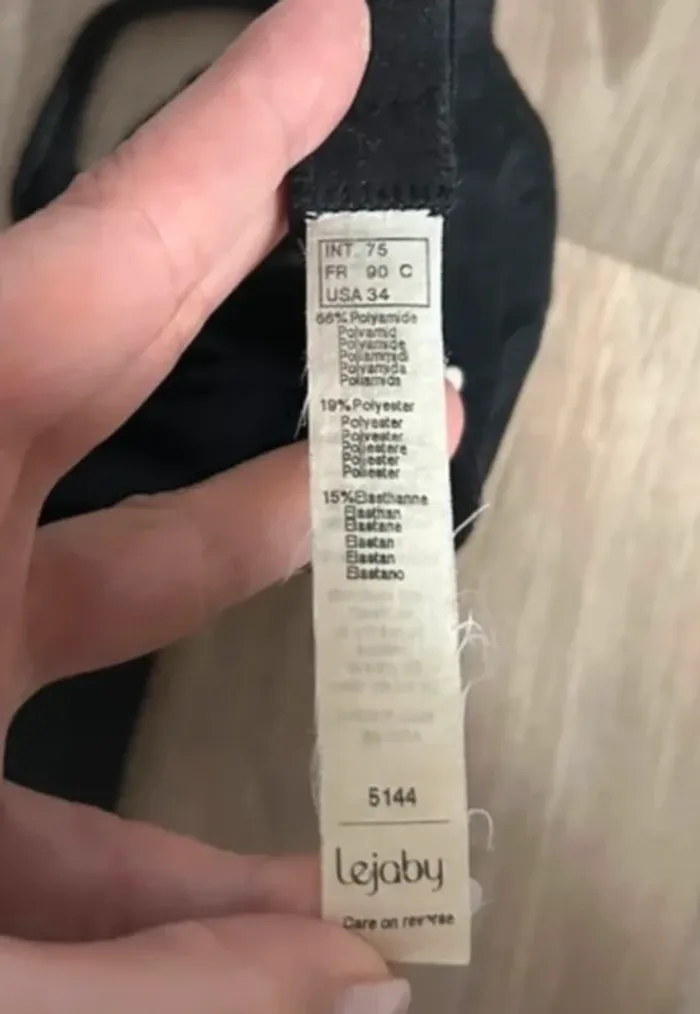 INT. 75
FR 90 C
USA 34
66% Polyamide
Polyamid
Polyamide
Poliammidi
Polyamida
Poliamida
19% Polyester
Polyester
Polyester
Poliestere
Poliester
Poliester
15% Elasthanne
Elasthan
Elastane
Elastan
Elastan
Elastano
5144
Lejaby
Care on reverse